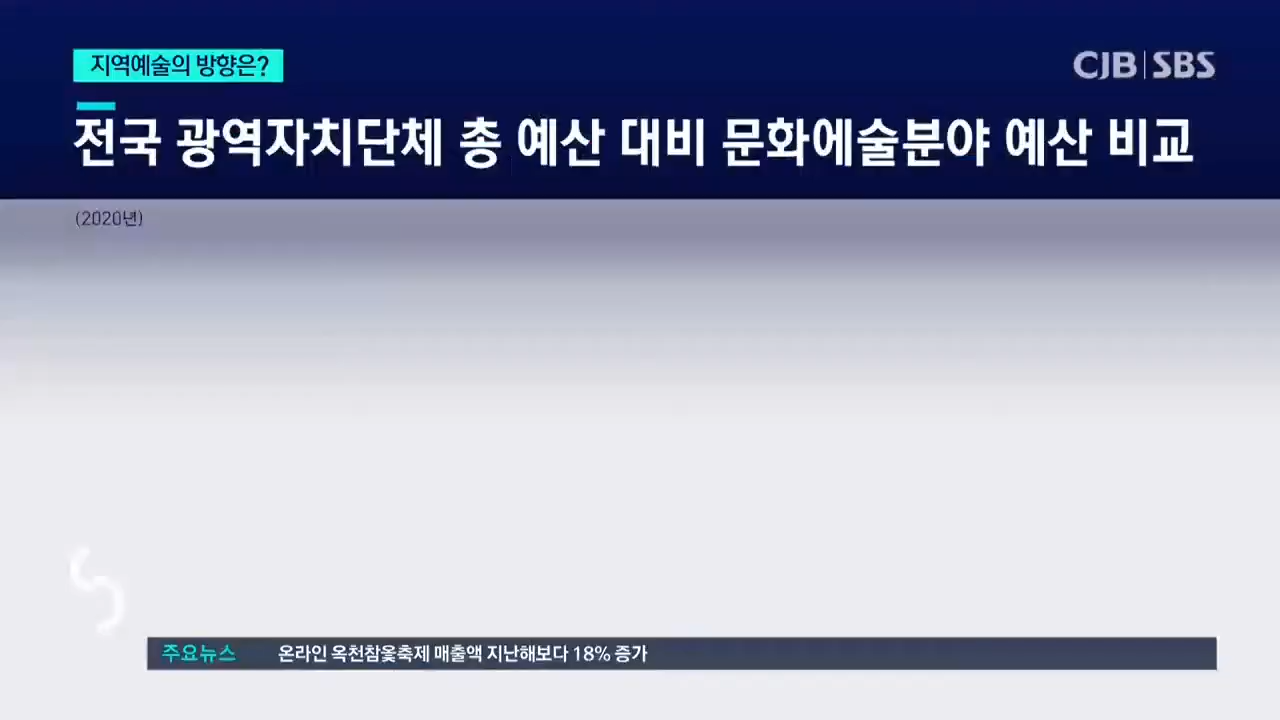 지역예술의 방향은?
CJB SBS
전국 광역자치단체 총 예산 대비 문화에술분야 예산 비교
(2020년)
주요뉴스 온라인 옥천참옻축제 매출액 지난해보다 18% 증가